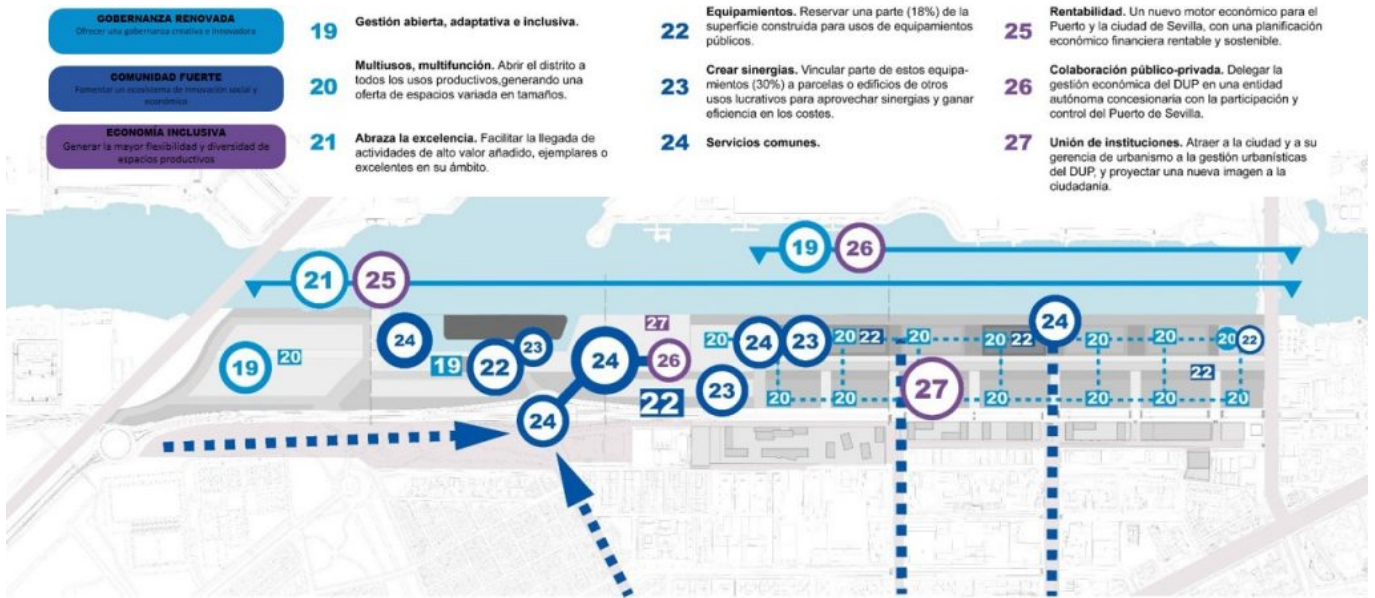 GOBERNANZA RENOVADA
Ofrecer una gobernanza creativa e innovadora
COMUNIDAD FUERTE
Fomentar un ecosistema de innovación social y
económica
ECONOMÍA INCLUSIVA
Generar la mayor flexibilidad y diversidad de
espacios productivos
19 Gestión abierta, adaptativa e inclusiva.
20 Multiusos, multifunción. Abrir el distrito a
todos los usos productivos,generando una
oferta de espacios variada en tamaños.
21 Abraza la excelencia. Facilitar la llegada de
actividades de alto valor añadido, ejemplares o
excelentes en su ámbito.
22 Equipamientos. Reservar una parte (18%) de la
superficie construida para usos de equipamientos
públicos.
23 Crear sinergias. Vincular parte de estos equipa-
mientos (30%) a parcelas o edificios de otros
usos lucrativos para aprovechar sinergias y ganar
eficiencia en los costes.
24 Servicios comunes.
25 Rentabilidad. Un nuevo motor económico para el
Puerto y la ciudad de Sevilla, con una planificación
económico financiera rentable y sostenible.
26 Colaboración público-privada. Delegar la
gestión económica del DUP en una entidad
autónoma concesionaria con la participación y
control del Puerto de Sevilla.
27 Unión de instituciones. Atraer a la ciudad y a su
gerencia de urbanismo a la gestión urbanísticas
del DUP, y proyectar una nueva imagen a la
ciudadanía.
19 26
21 25
27
24 23 24 20 24 23 20 22 20 20 22 24 20 20 20 22
19 20 19 22 26
23 27 22
22 20 20 20 20 20 20
24